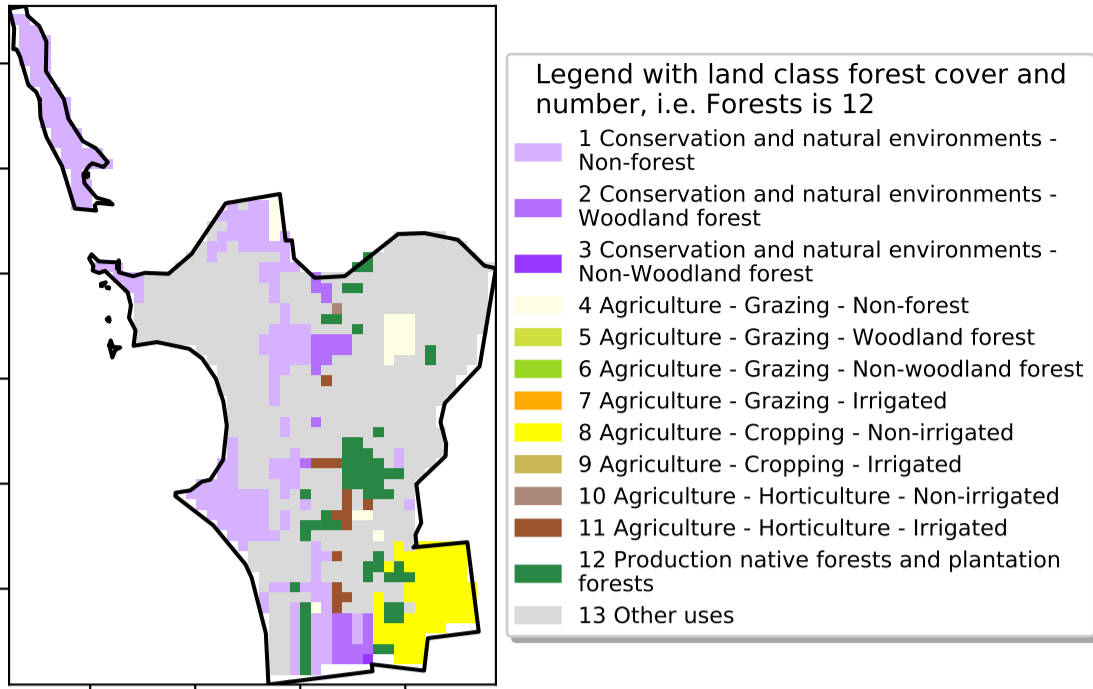 Legend with land class forest cover and
number, i.e. Forests is 12
1 Conservation and natural environments -
Non-forest
2 Conservation and natural environments -
Woodland forest
3 Conservation and natural environments -
Non-Woodland forest
4 Agriculture - Grazing - Non-forest
5 Agriculture - Grazing - Woodland forest
6 Agriculture - Grazing - Non-woodland forest
7 Agriculture - Grazing - Irrigated
8 Agriculture - Cropping - Non-irrigated
9 Agriculture - Cropping - Irrigated
10 Agriculture - Horticulture - Non-irrigated
11 Agriculture - Horticulture - Irrigated
12 Production native forests and plantation
forests
13 Other uses